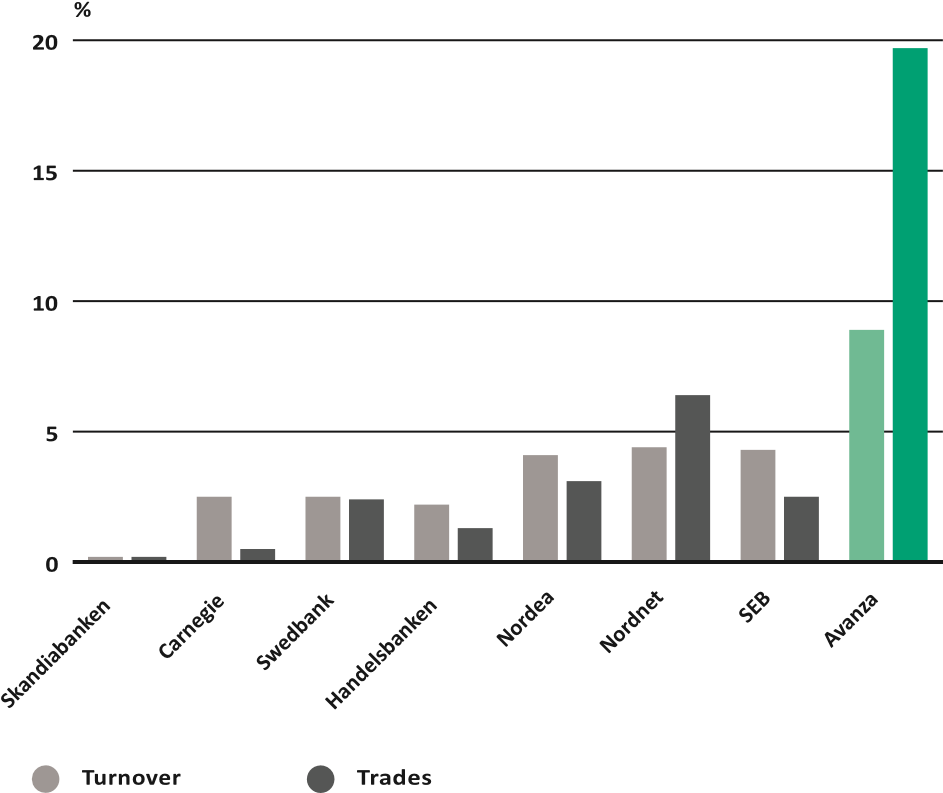 %
20
15
10
5
0
Skandiabanken
Carnegie
Swedbank
Handelsbanken
Nordea
Nordnet
SEB
Avanza
Turnover
Trades